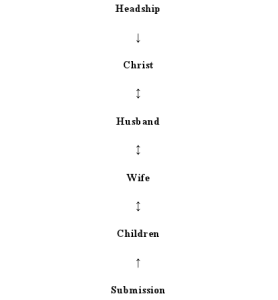 Headship
↓
Christ
↕
Husband
↕
Wife
↕
Children
↑
Submission